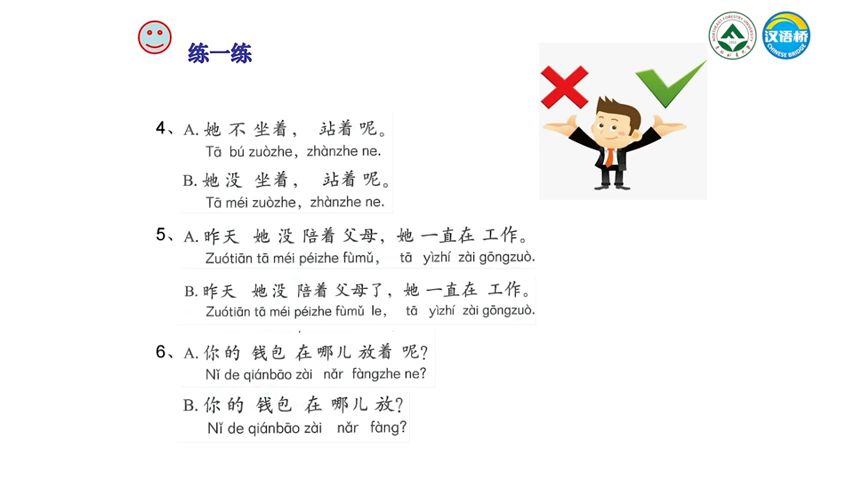 练一练
汉语桥
CHINESE BRIDGE
4、A. 她 不 坐着， 站着 呢。
Tā bú zuòzhe, zhànzhe ne.
B. 她 没 坐着， 站着 呢。
Tā méi zuòzhe, zhànzhe ne.
5、A. 昨天 她 没 陪着 父母，她 一直在 工作。
Zuótiān tā méi péizhe fùmǔ, tā yìzhí zài gōngzuò.
B. 昨天 她 没 陪着 父母了，她 一直在 工作。
Zuótiān tā méi péizhe fùmǔ le, tā yìzhí zài gōngzuò.
6、A. 你 的 钱包 在 哪儿 放着 呢？
Nǐ de qiánbāo zài nǎr fàngzhe ne?
B. 你 的 钱包 在 哪儿 放？
Nǐ de qiánbāo zài nǎr fàng?